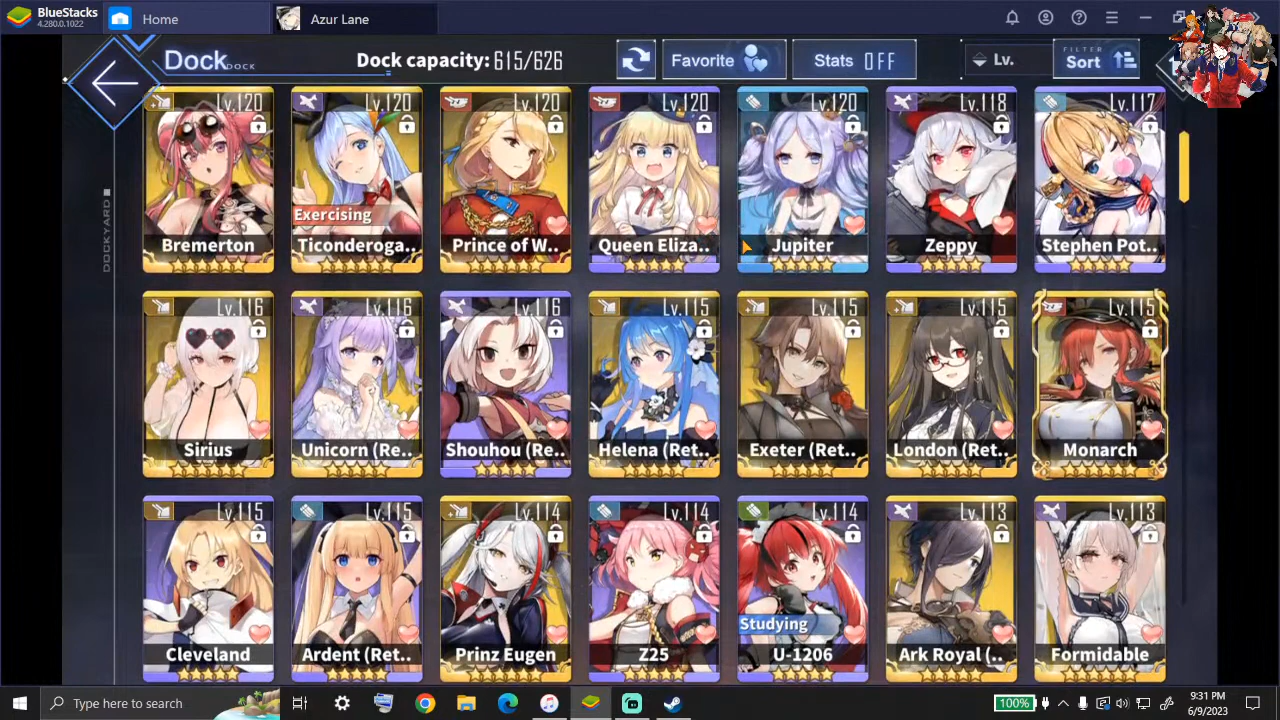 BlueStacks
4.280.0.1022
Home
Azur Lane
Dock DOCK
Dock capacity: 615/626
Favorite
Stats OFF
Lv.
FILTER
Sort
DOCKYARD
Lv.120 Lv.120 Lv.120 Lv.120 Lv.120 Lv.118 Lv.117
Exercising
Bremerton Ticonderoga.. Prince of W.. Queen Eliza.. Jupiter Zeppy Stephen Pot..
Lv.116 Lv.116 Lv.116 Lv.115 Lv.115 Lv.115 Lv.115
Sirius Unicorn (Re.. Shouhou (Re.. Helena (Ret.. Exeter (Ret.. London (Ret.. Monarch
Lv.115 Lv.115 Lv.114 Lv.114 Lv.114 Lv.113 Lv.113
Studying
Cleveland Ardent (Ret.. Prinz Eugen Z25 U-1206 Ark Royal (.. Formidable
Type here to search
100%
9:31 PM
6/9/2023